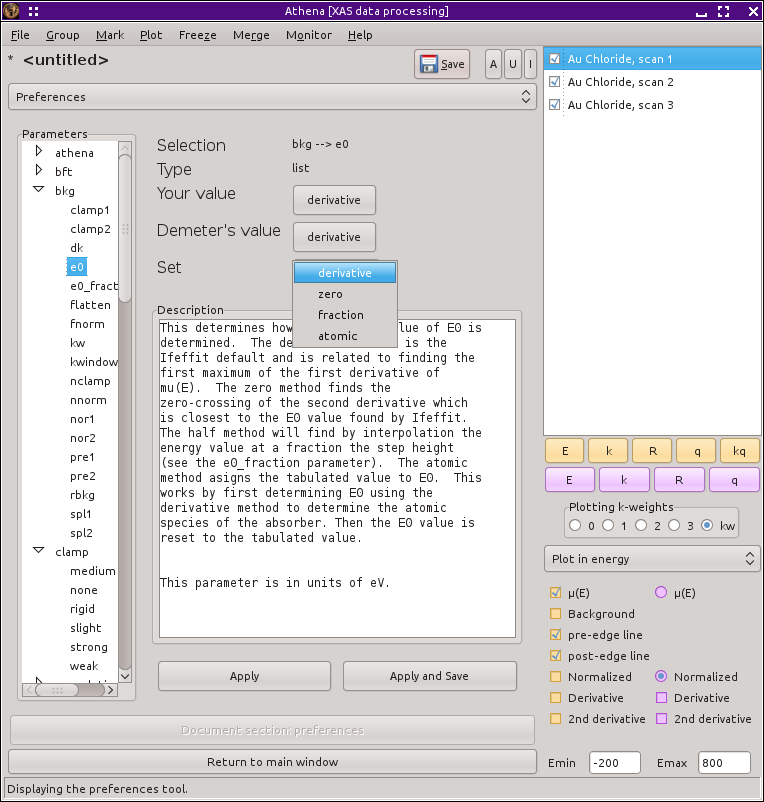 Athena [XAS data processing]
File Group Mark Plot Freeze Merge Monitor Help
* <untitled>
Save A U I
Preferences
Parameters
athena
bft
bkg
clamp1
clamp2
dk
e0
e0_fract
flatten
fnorm
kw
kwindow
nclamp
nnorm
nor1
nor2
pre1
pre2
rbkg
spl1
spl2
clamp
medium
none
rigid
slight
strong
weak
Selection bkg --> e0
Type list
Your value derivative
Demeter's value derivative
Set
derivative
zero
fraction
atomic
Description
This determines how lue of E0 is
determined. The de is the
Ifeffit default and is related to finding the
first maximum of the first derivative of
mu(E). The zero method finds the
zero-crossing of the second derivative which
is closest to the E0 value found by Ifeffit.
The half method will find by interpolation the
energy value at a fraction the step height
(see the e0_fraction parameter). The atomic
method asigns the tabulated value to E0. This
works by first determining E0 using the
derivative method to determine the atomic
species of the absorber. Then the E0 value is
reset to the tabulated value.
This parameter is in units of eV.
Apply Apply and Save
Document section: preferences
Return to main window
Displaying the preferences tool.
Au Chloride, scan 1
Au Chloride, scan 2
Au Chloride, scan 3
E k R q kq
E k R q
Plotting k-weights
0 1 2 3 kw
Plot in energy
μ(E) μ(E)
Background
pre-edge line
post-edge line
Normalized Normalized
Derivative Derivative
2nd derivative 2nd derivative
Emin -200 Emax 800